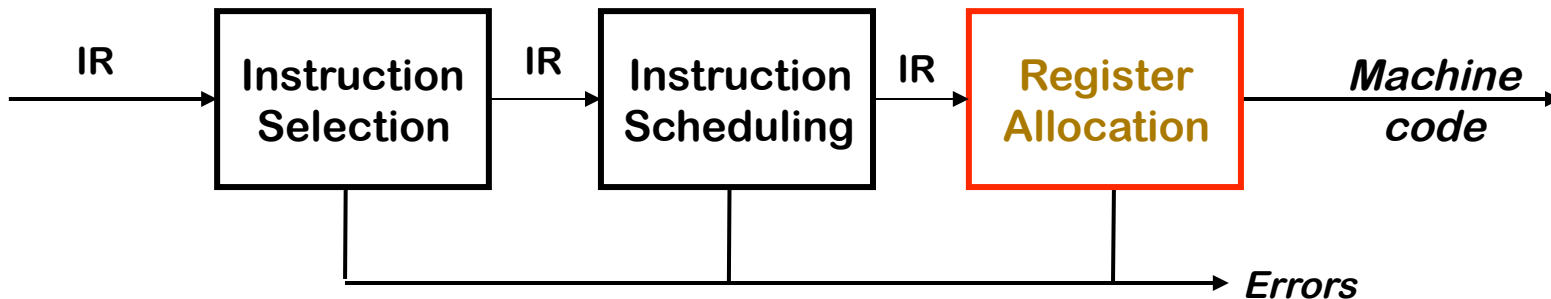 IR
Instruction
Selection
IR
Instruction
Scheduling
IR
Register
Allocation
Machine
code
Errors